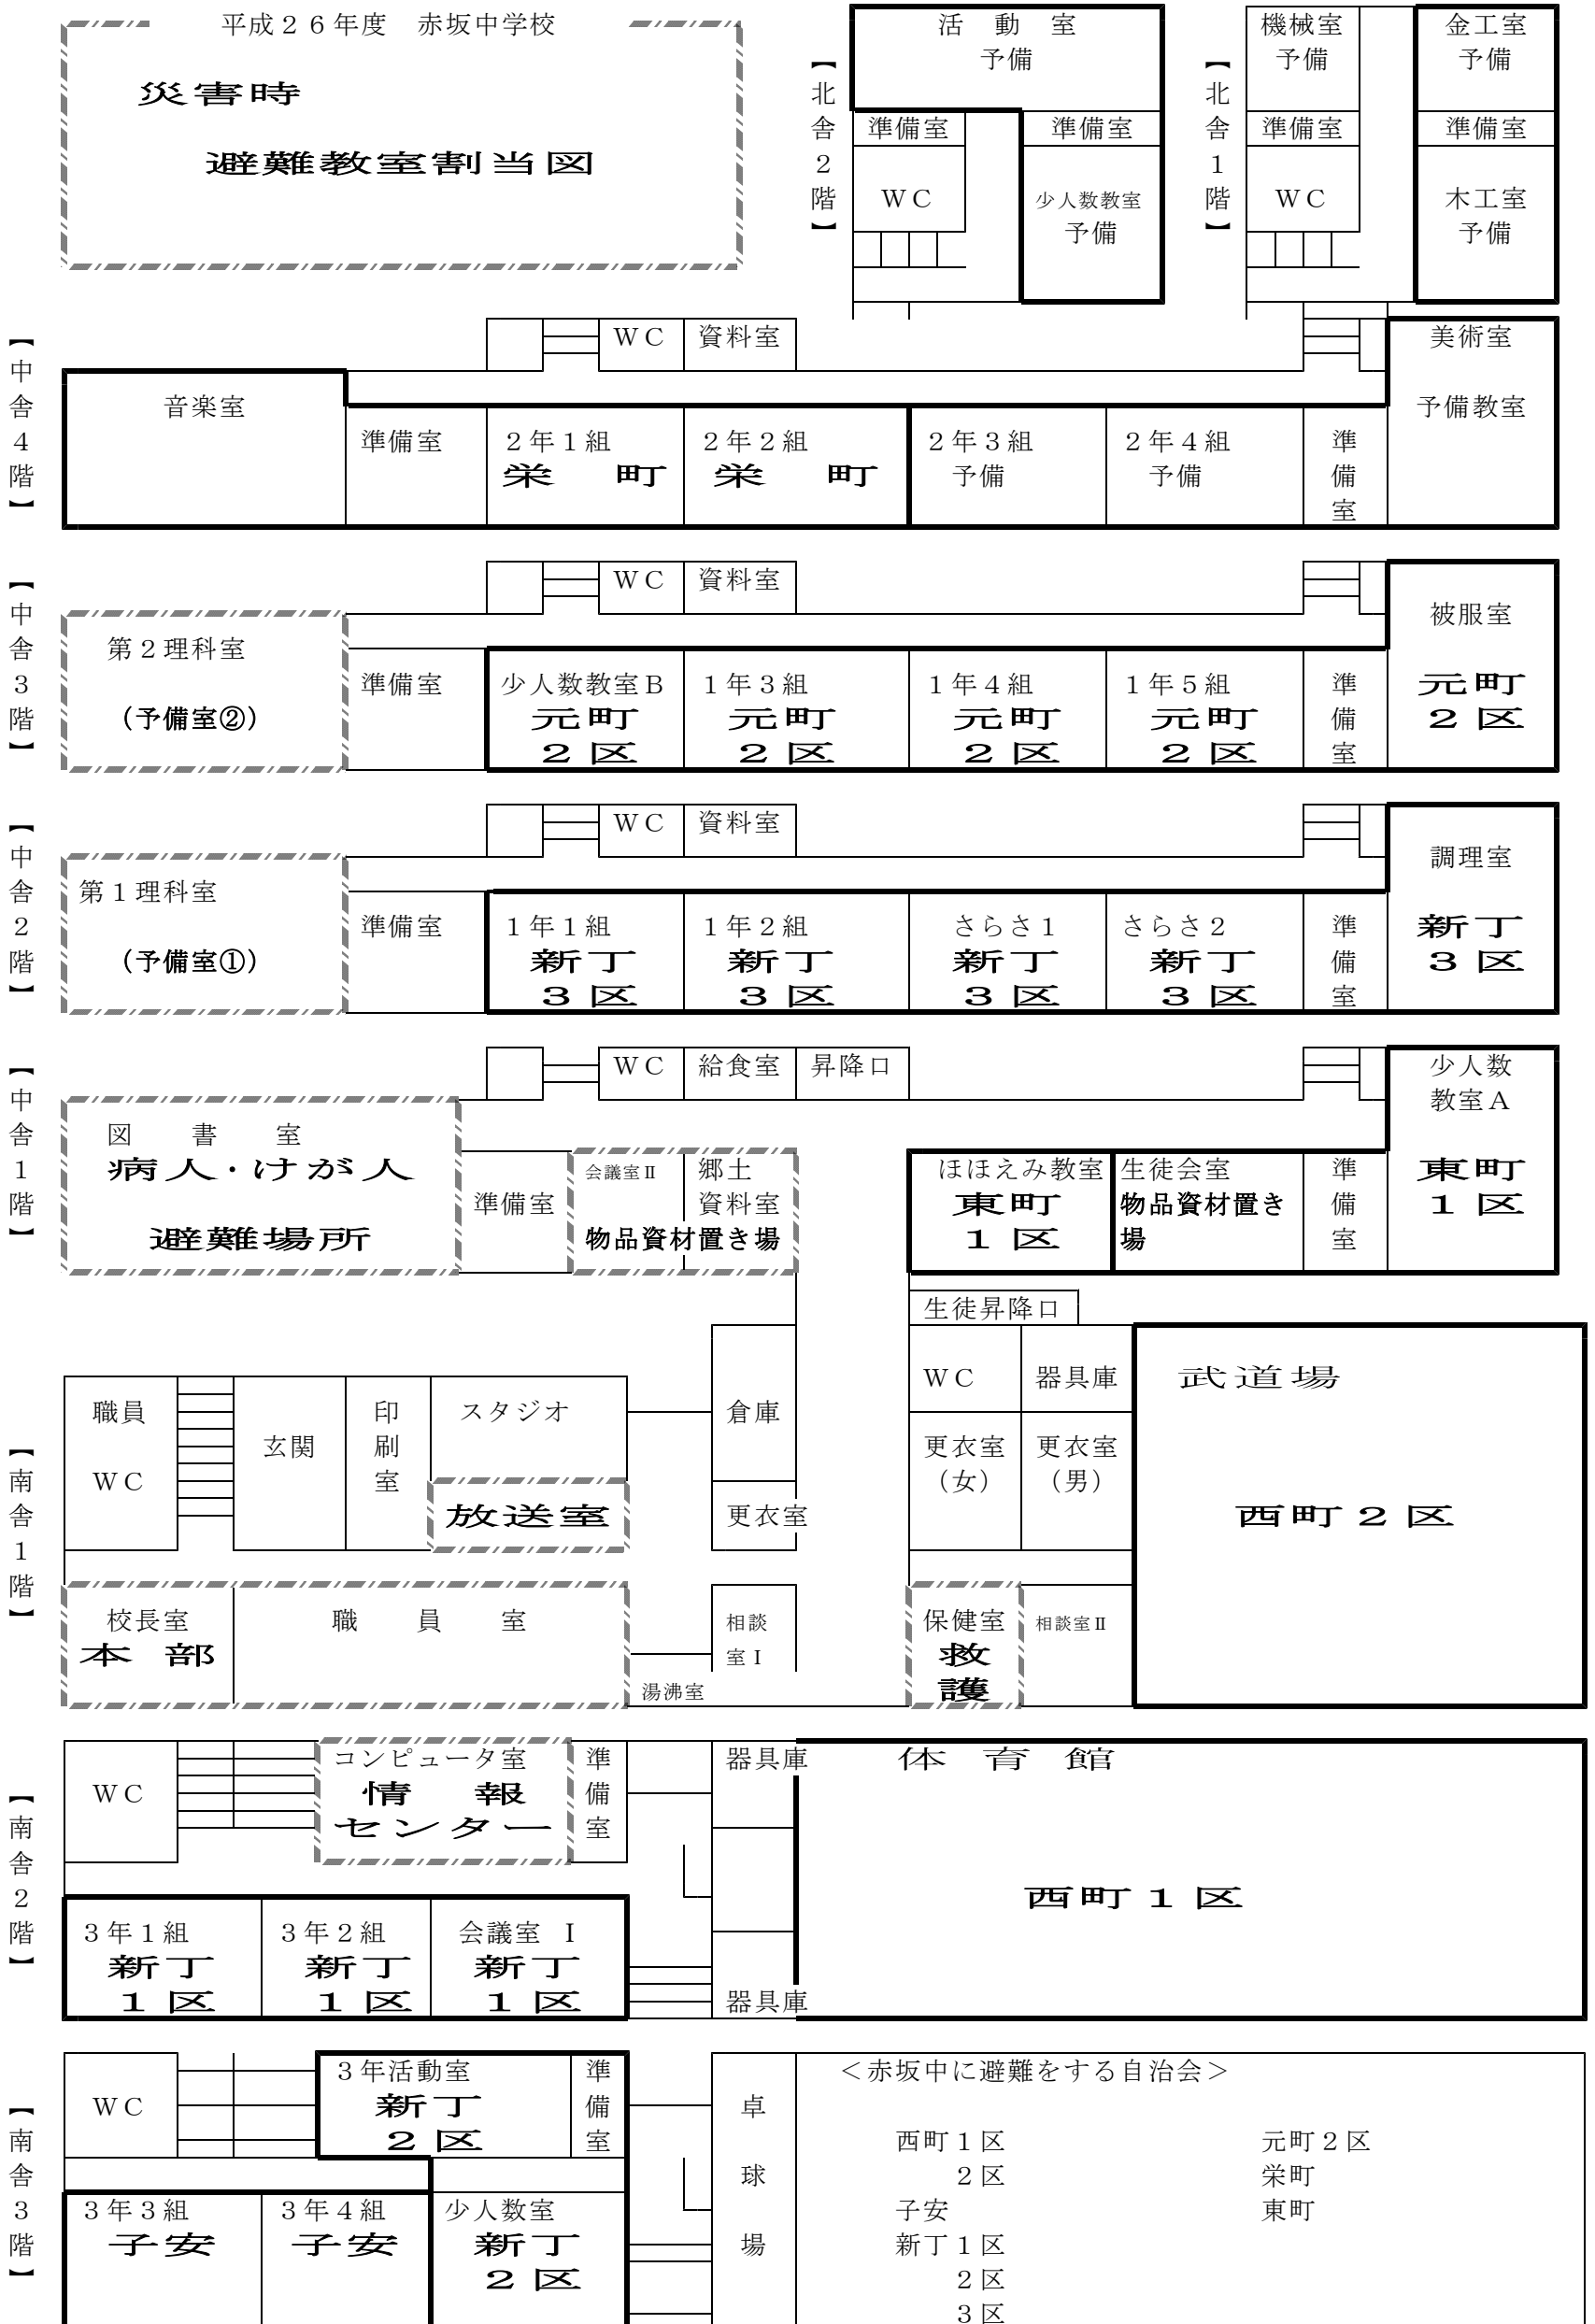 平成２６年度　赤坂中学校
災害時
避難教室割当図
【北舎２階】
活　動　室
予備
準備室
準備室
ＷＣ
少人数教室
予備
【北舎１階】
機械室
予備
金工室
予備
準備室
準備室
ＷＣ
木工室
予備
【中舎４階】
ＷＣ
資料室
美術室
予備教室
音楽室
準備室
２年１組
栄　町
２年２組
栄　町
２年３組
予備
２年４組
予備
準備室
【中舎３階】
ＷＣ
資料室
被服室
元町
２区
第２理科室
（予備室②）
準備室
少人数教室Ｂ
元町
２区
１年３組
元町
２区
１年４組
元町
２区
１年５組
元町
２区
準備室
【中舎２階】
ＷＣ
資料室
調理室
新丁
３区
第１理科室
（予備室①）
準備室
１年１組
新丁
３区
１年２組
新丁
３区
さらさ１
新丁
３区
さらさ２
新丁
３区
準備室
【中舎１階】
ＷＣ
給食室
昇降口
少人数
教室Ａ
東町
１区
図　書　室
病人・けが人
避難場所
準備室
会議室Ⅱ
郷土
資料室
物品資材置き場
ほほえみ教室
東町
１区
生徒会室
物品資材置き
場
準備室
生徒昇降口
【南舎１階】
職員
ＷＣ
玄関
印刷室
スタジオ
放送室
倉庫
更衣室
ＷＣ
器具庫
更衣室
（女）
更衣室
（男）
武道場
西町２区
校長室
本　部
職　員　室
相談
室Ⅰ
湯沸室
保健室
救
護
相談室Ⅱ
【南舎２階】
ＷＣ
コンピュータ室
情　報
センター
準備室
器具庫
体　育　館
西町１区
３年１組
新丁
１区
３年２組
新丁
１区
会議室　Ⅰ
新丁
１区
器具庫
【南舎３階】
ＷＣ
３年活動室
新丁
２区
準備室
卓球場
３年３組
子安
３年４組
子安
少人数室
新丁
２区
＜赤坂中に避難をする自治会＞
西町１区
２区
子安
新丁１区
２区
３区
元町２区
栄町
東町